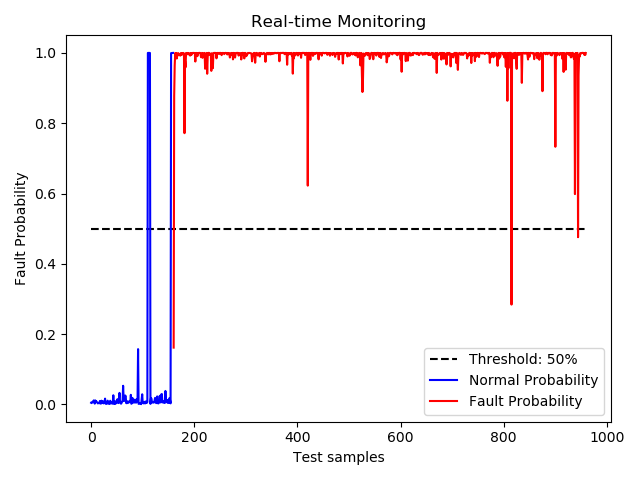 Real-time Monitoring
1.0
0.8
0.6
0.4
0.2
0.0
Fault Probability
Threshold: 50%
Normal Probability
Fault Probability
0 200 400 600 800 1000
Test samples